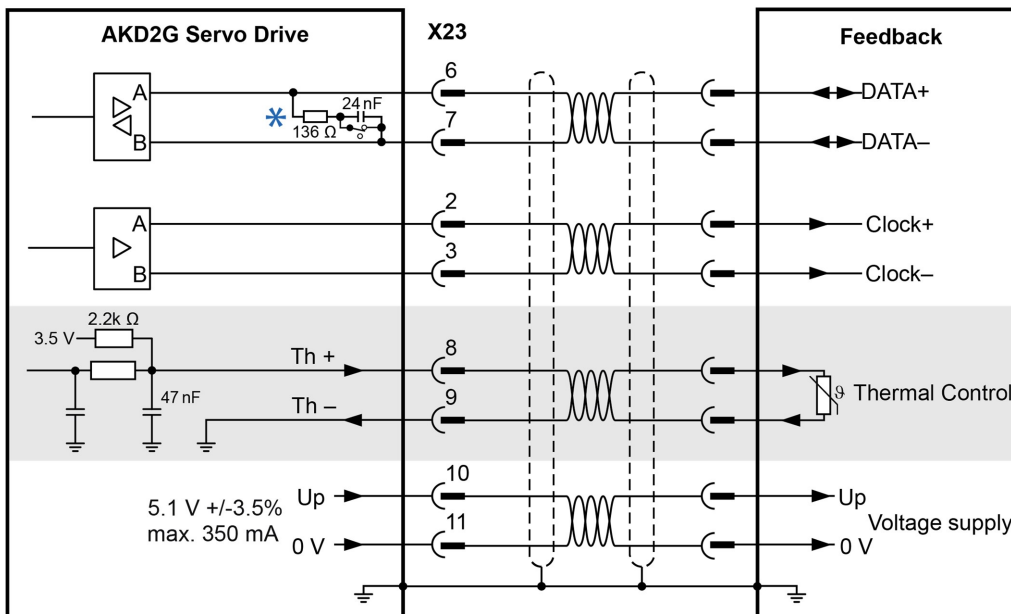 AKD2G Servo Drive
X23
Feedback
A
B
*
136 Ω
24 nF
6
7
DATA+
DATA–
A
B
2
3
Clock+
Clock–
2.2k Ω
3.5 V
47 nF
Th +
Th –
8
9
ϑ Thermal Control
5.1 V +/-3.5%
max. 350 mA
Up
0 V
10
11
Up
Voltage supply
0 V